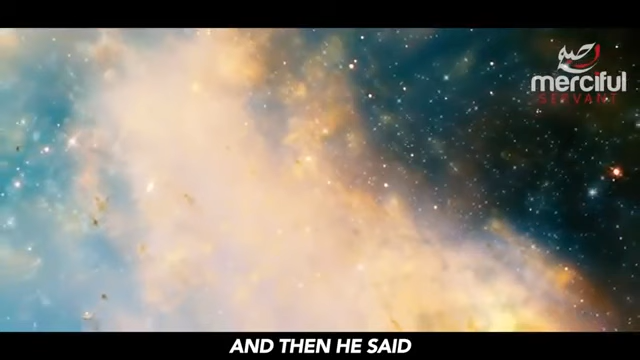 merciful
SERVANT
AND THEN HE SAID